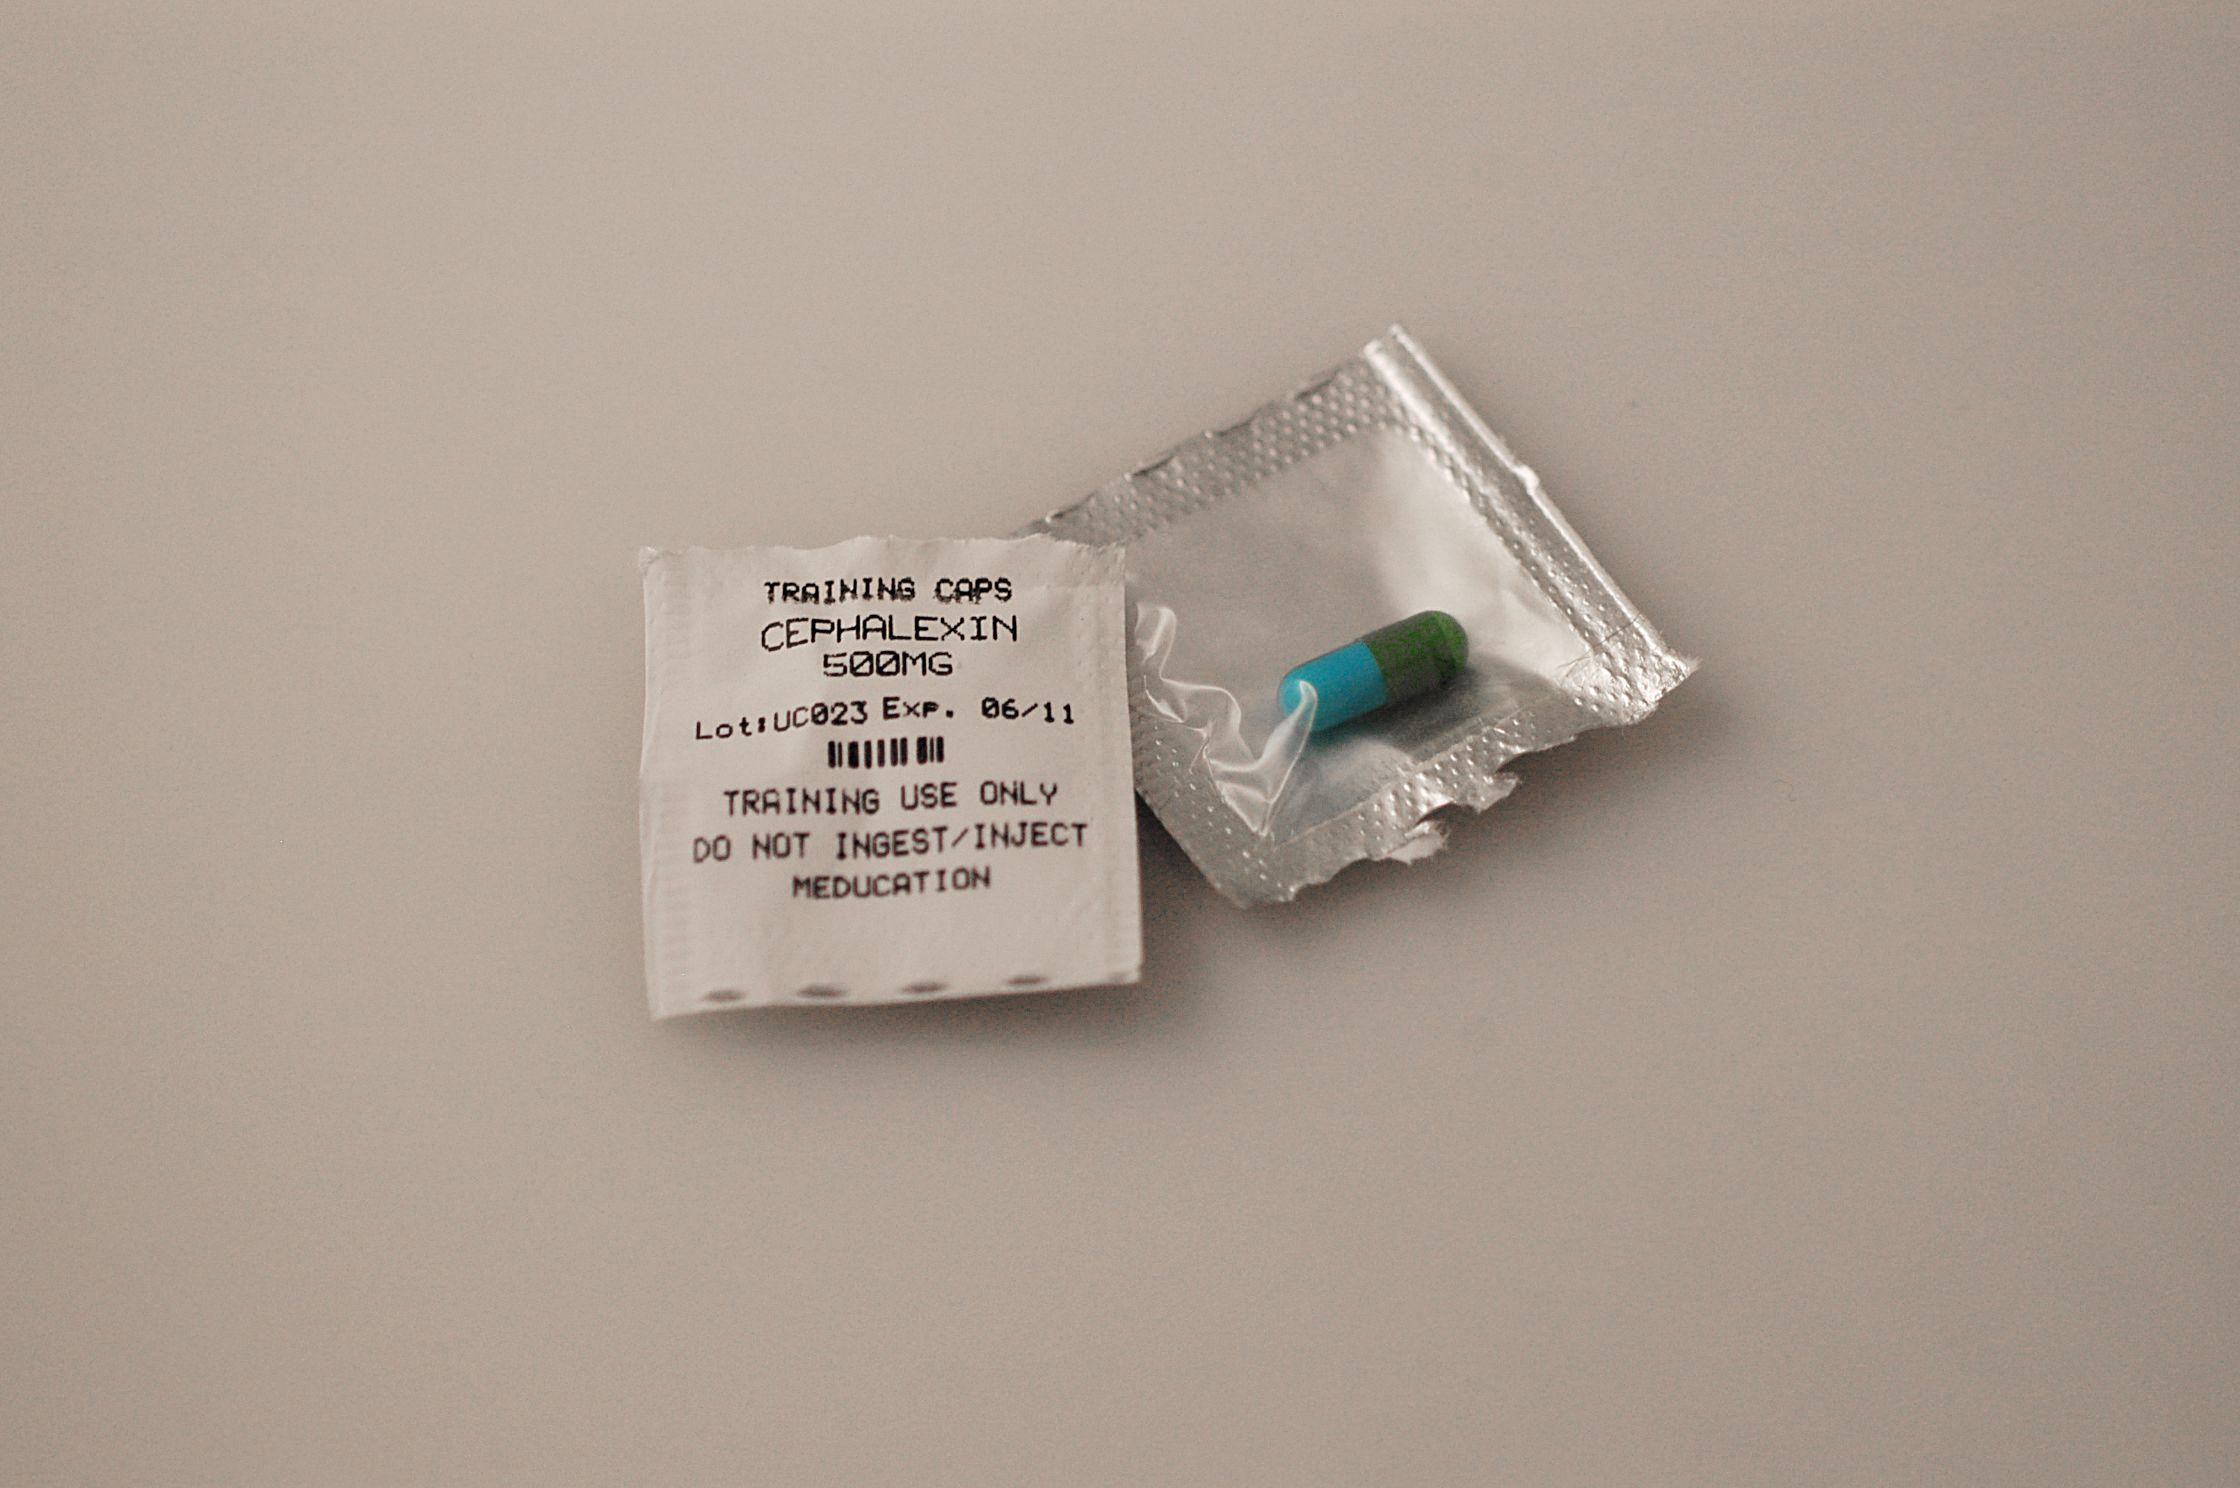 TRAINING CAPS
CEPHALEXIN
500MG
Lot:UC023 Exp. 06/11
TRAINING USE ONLY
DO NOT INGEST/INJECT
MEDUCATION